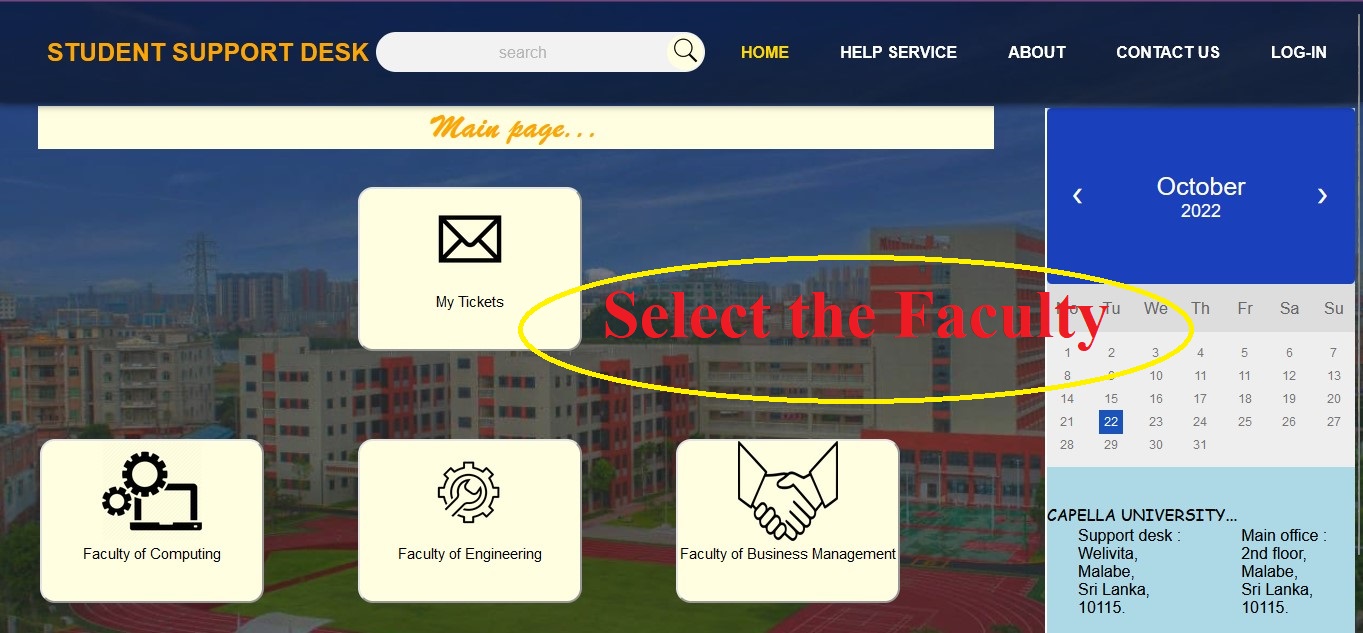 STUDENT SUPPORT DESK
search
HOME
HELP SERVICE
ABOUT
CONTACT US
LOG-IN
Main page...
My Tickets
Select the Faculty
Faculty of Computing
Faculty of Engineering
Faculty of Business Management
‹ October ›
2022
Mo Tu We Th Fr Sa Su
1 2 3 4 5 6 7
8 9 10 11 11 12 13
14 15 16 17 18 19 20
21 22 23 24 25 26 27
28 29 30 31
CAPELLA UNIVERSITY...
Support desk :
Welivita,
Malabe,
Sri Lanka,
10115.
Main office :
2nd floor,
Malabe,
Sri Lanka,
10115.